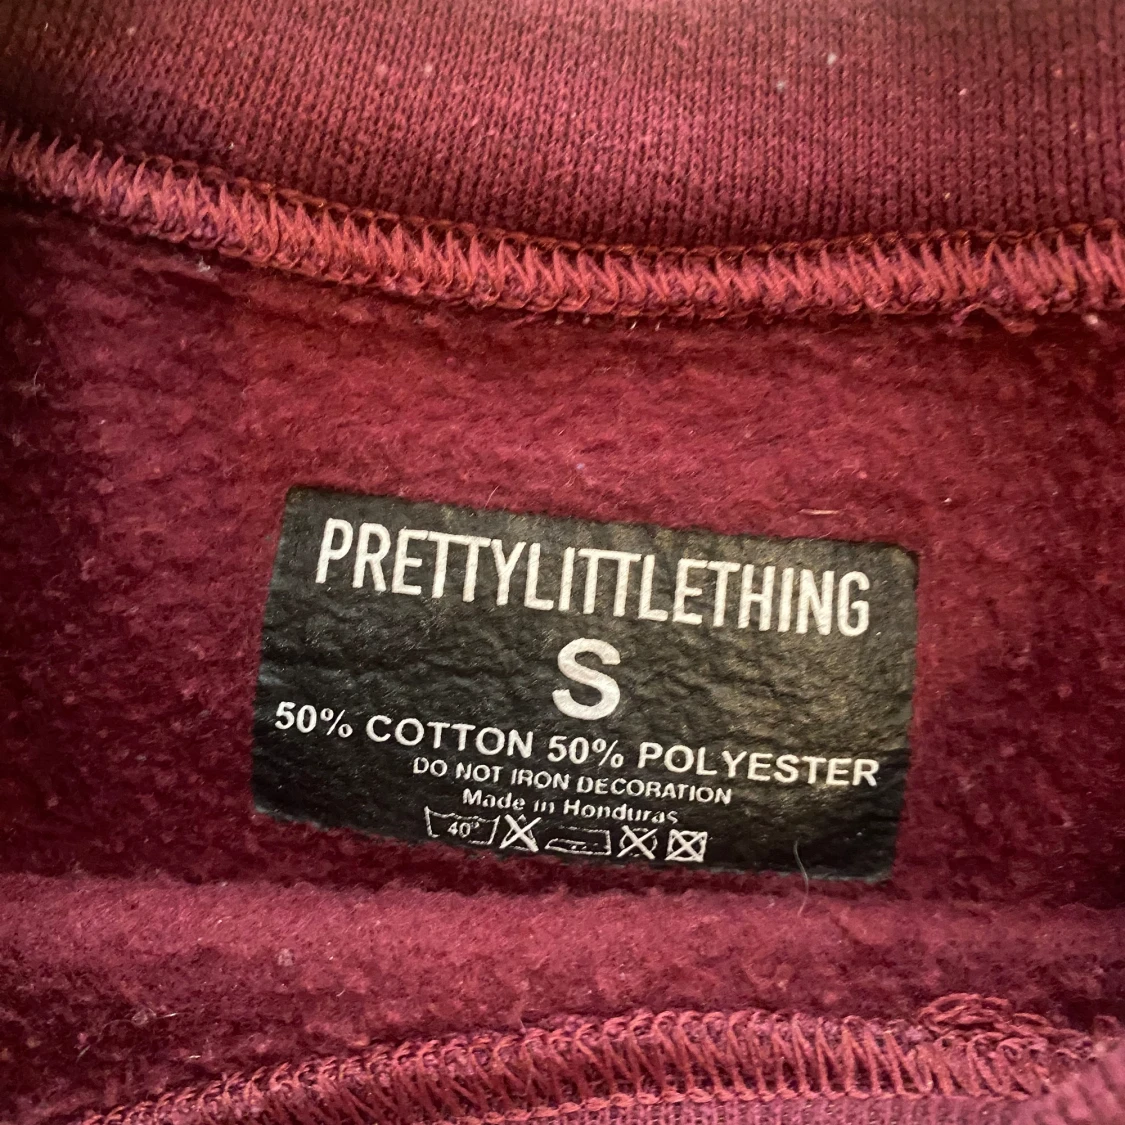 PRETTYLITTLETHING
S
50% COTTON 50% POLYESTER
DO NOT IRON DECORATION
Made in Honduras
40°